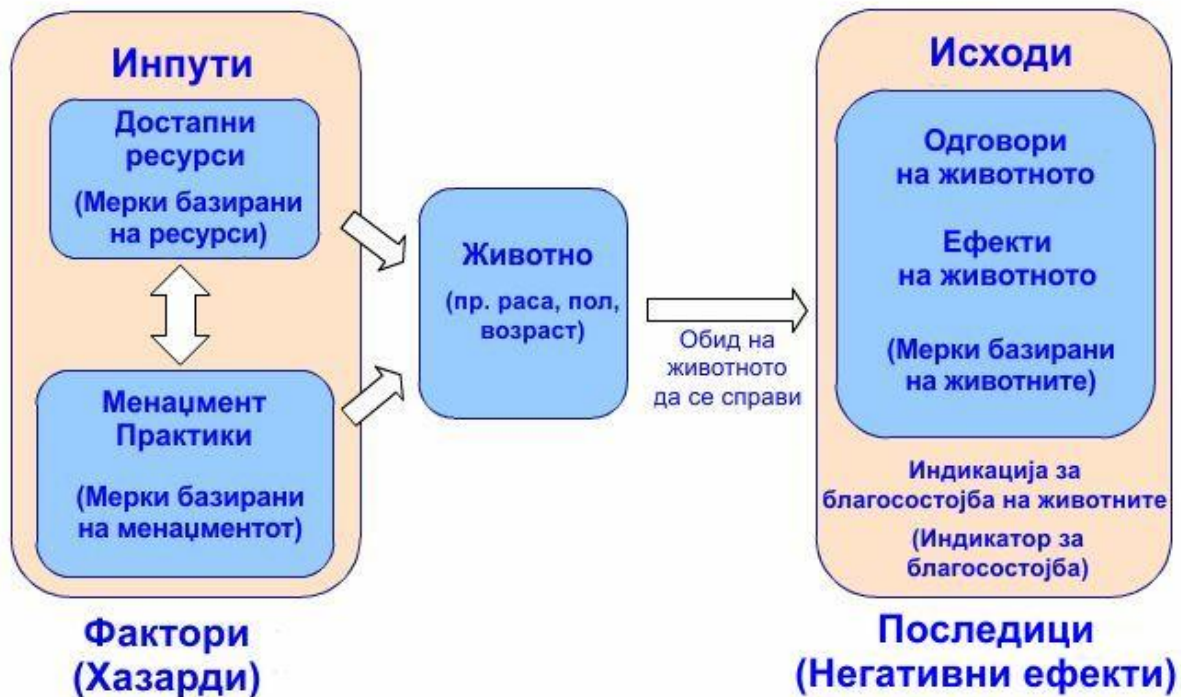 Инпути
Достапни
ресурси
(Мерки базирани
на ресурси)
Менаџмент
Практики
(Мерки базирани
на менаџментот)
Фактори
(Хазарди)
Животно
(пр. раса, пол,
возраст)
Обид на
животното
да се справи
Исходи
Одговори
на животното
Ефекти
на животното
(Мерки базирани
на животните)
Индикација за
благосостојба на животните
(Индикатор за
благосостојба)
Последици
(Негативни ефекти)